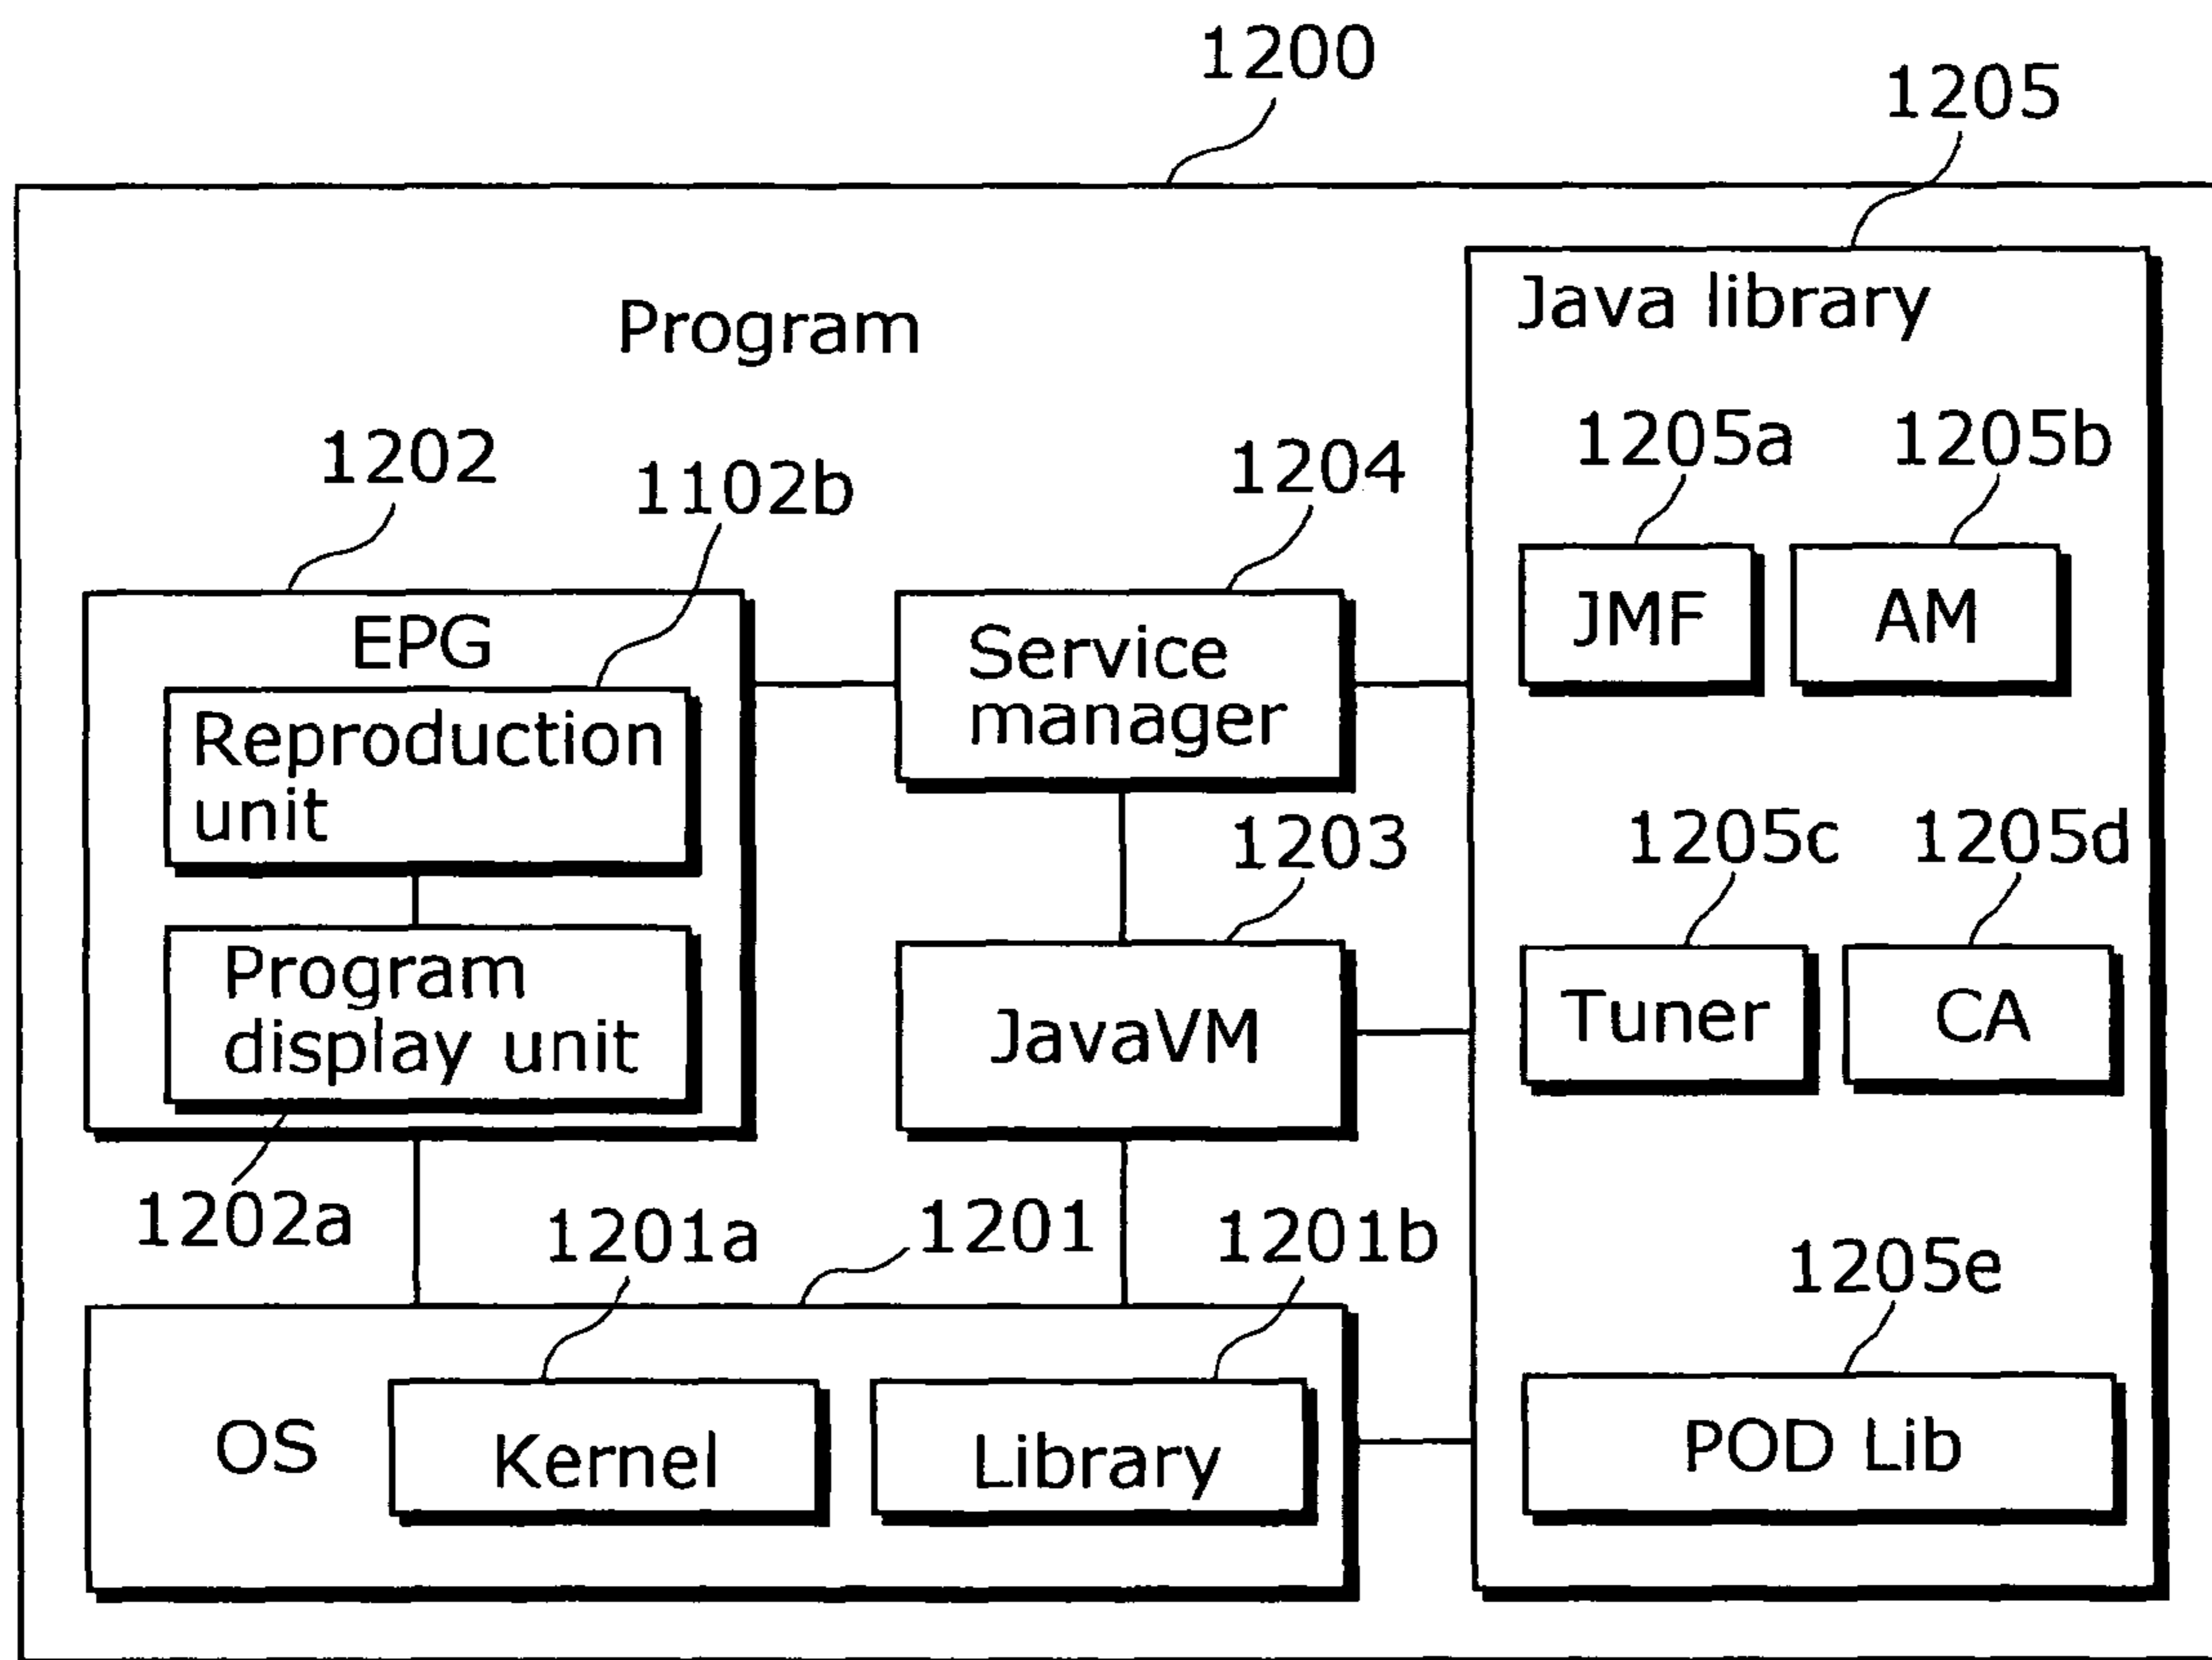 1200
1205
Program
Java library
1202
1102b
1204
1205a
1205b
EPG
Reproduction
unit
Service
manager
JMF
AM
1203
1205c
1205d
Program
display unit
JavaVM
Tuner
CA
1202a
1201a
1201
1201b
1205e
OS
Kernel
Library
POD Lib